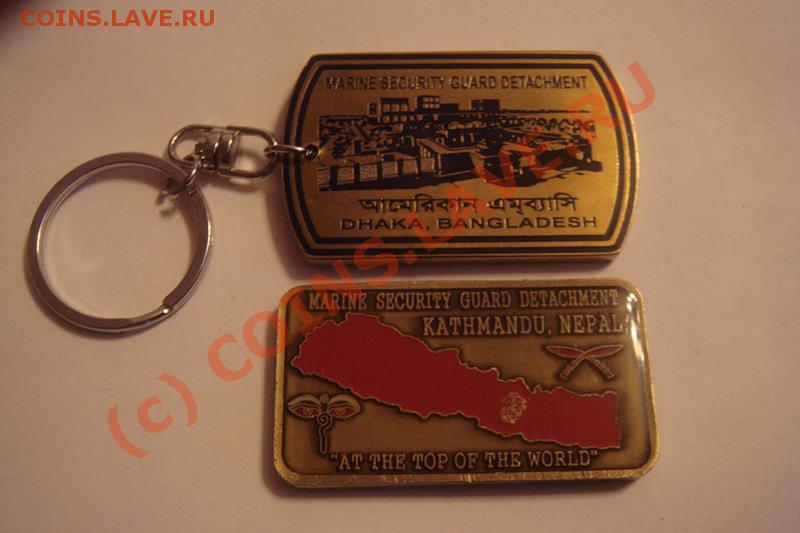 COINS.LAVE.RU
MARINE SECURITY GUARD DETACHMENT
আমেরিকান এম্ব্যাসি
DHAKA, BANGLADESH
MARINE SECURITY GUARD DETACHMENT
KATHMANDU, NEPAL
"AT THE TOP OF THE WORLD"
(c) COINS.LAVE.RU